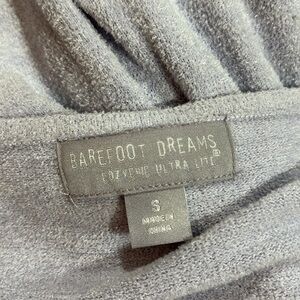 BAREFOOT DREAMS®
COZYCHIC ULTRA LITE
S
MADE IN
CHINA